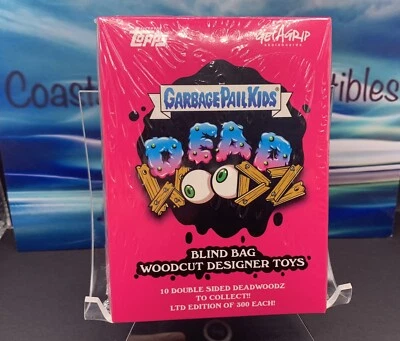 Topps GetAGrip
Coast tibles
GARBAGE PAIL KIDS
DEAD
WOODZ
BLIND BAG
WOODCUT DESIGNER TOYS
10 DOUBLE SIDED DEADWOODZ
TO COLLECT!!
LTD EDITION OF 300 EACH!